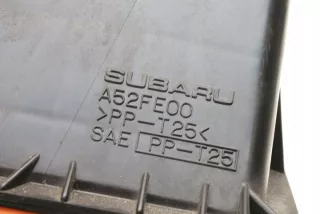 SUBARU
A52FE00
>PP-T25<
SAE PP-T25